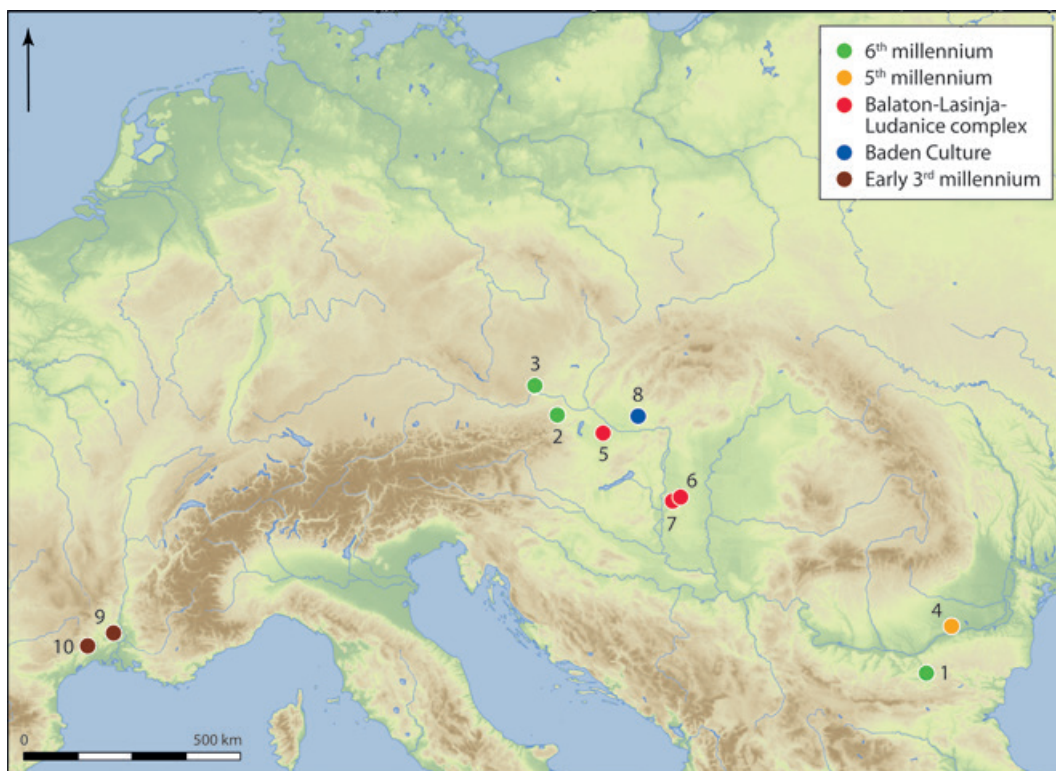 6th millennium
5th millennium
Balaton-Lasinja-
Ludanice complex
Baden Culture
Early 3rd millennium
3
8
2
5
6
7
9
4
10
1
0 500 km